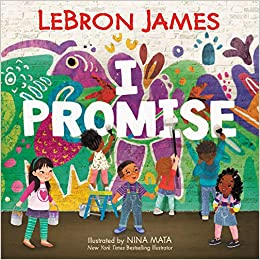 LEBRON JAMES
I
PROMISE
Illustrated by NINA MATA
New York Times Bestselling Illustrator